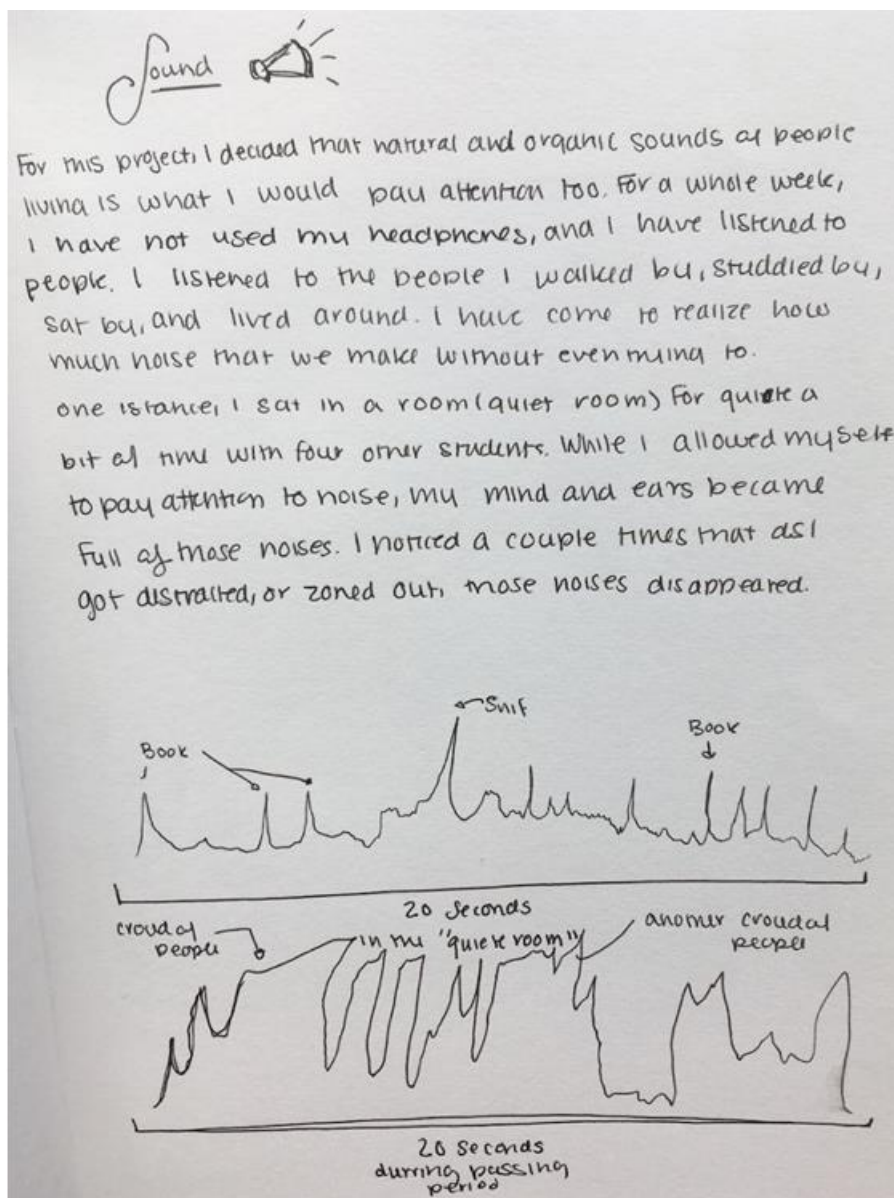 Sound
For this project, I decided that natural and organic sounds of people
living is what I would pay attention too. For a whole week,
I have not used my headphones, and I have listened to
people. I listened to the people I walked by, studdied by,
sat by, and lived around. I have come to realize how
much noise that we make without even trying to.
one istance, I sat in a room (quiet room) For quiete a
bit of time with four other students. While I allowed myself
to pay attention to noise, my mind and ears became
Full of those noises. I noticed a couple times that as I
got distracted, or zoned out, those noises disappeared.
Snif
Book
Book
20 Seconds
in the "quiete room"
croud of
people
another croud of
people
20 seconds
durring passing
period